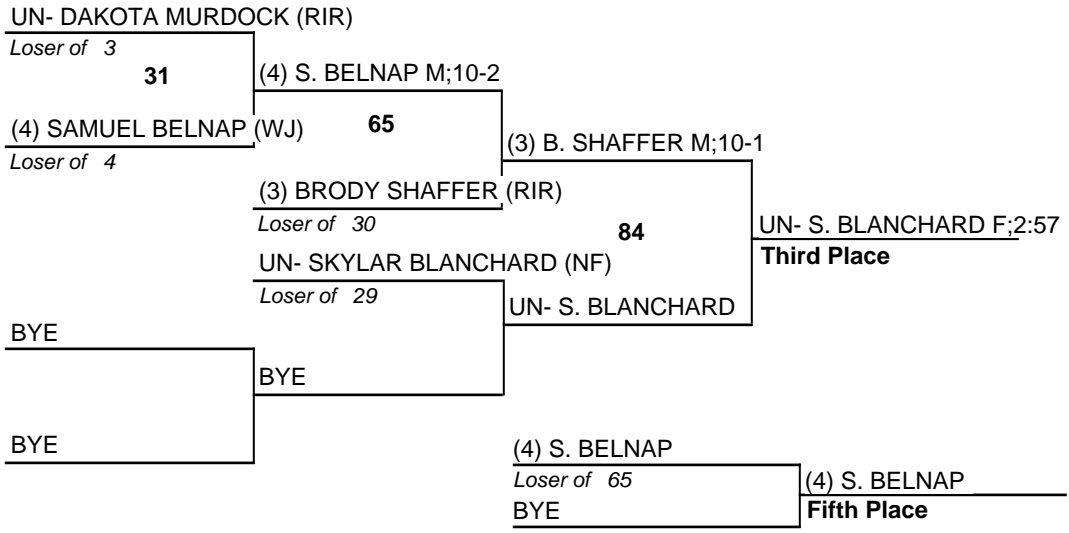 UN- DAKOTA MURDOCK (RIR)
Loser of 3
31
(4) S. BELNAP M;10-2
(4) SAMUEL BELNAP (WJ)
65
Loser of 4
(3) B. SHAFFER M;10-1
(3) BRODY SHAFFER (RIR)
Loser of 30
84
UN- S. BLANCHARD F;2:57
Third Place
UN- SKYLAR BLANCHARD (NF)
Loser of 29
UN- S. BLANCHARD
BYE
BYE
BYE
(4) S. BELNAP
Loser of 65
(4) S. BELNAP
BYE
Fifth Place